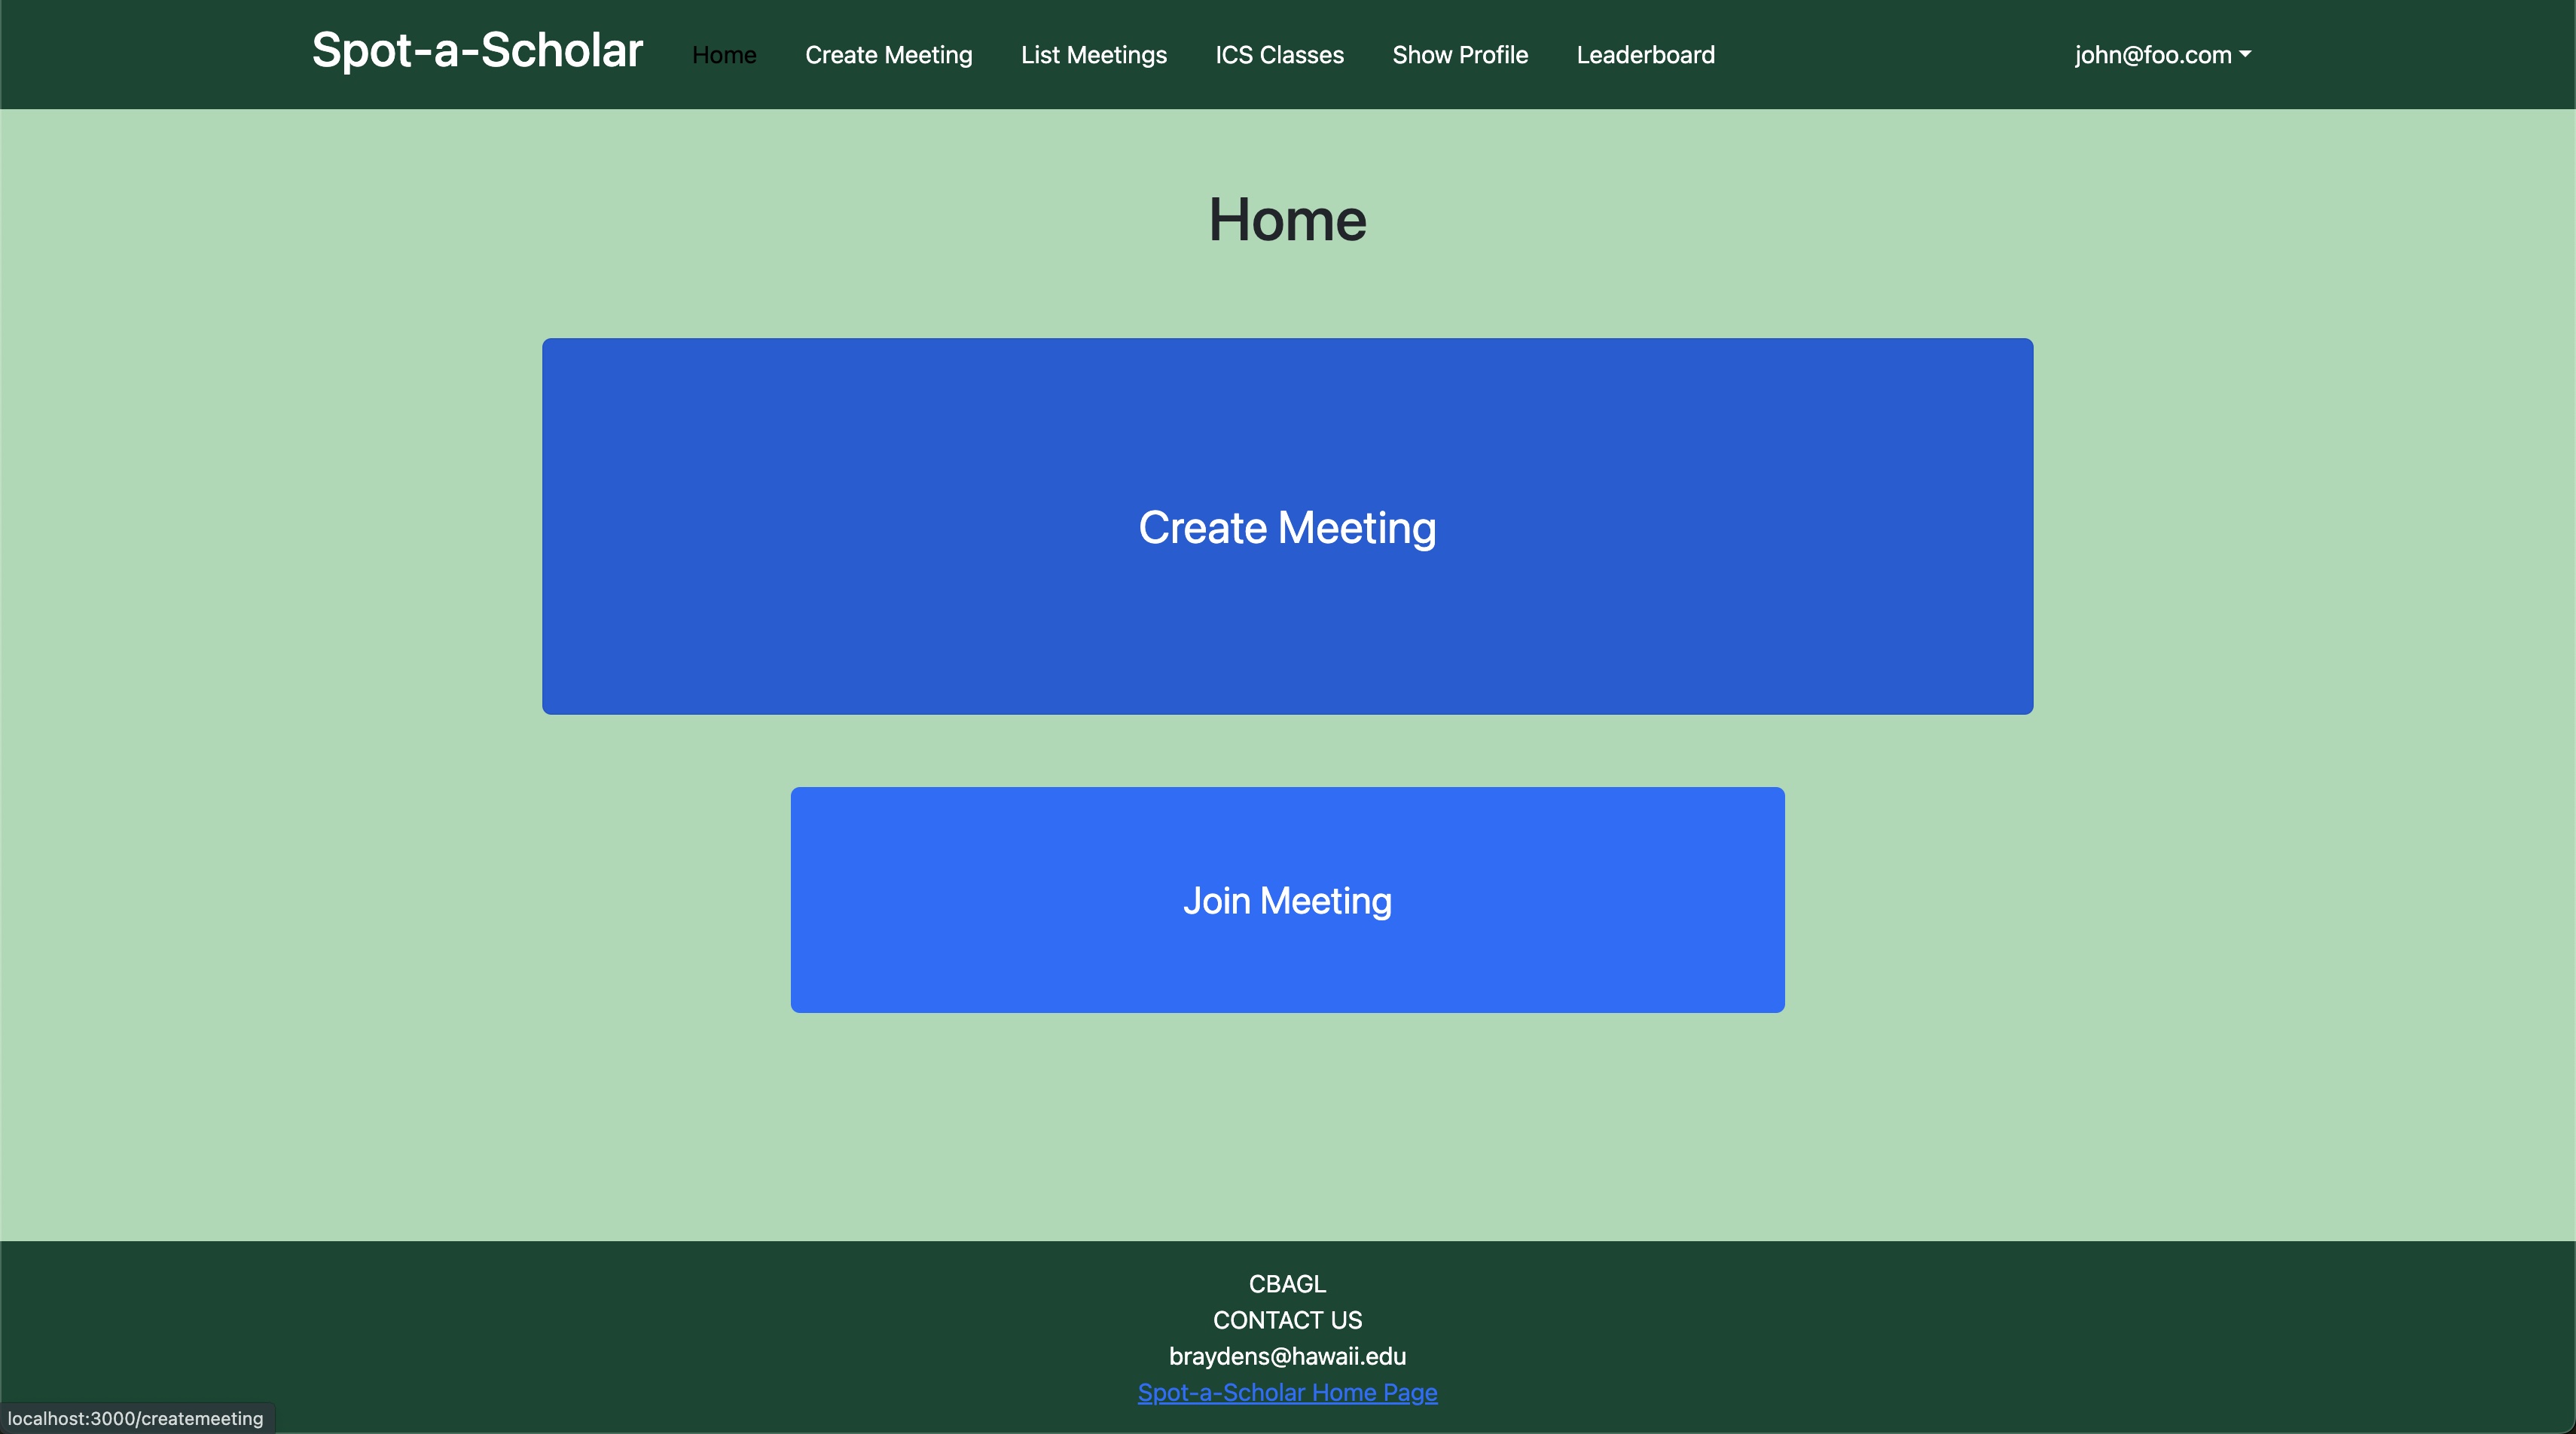 Spot-a-Scholar Home Create Meeting List Meetings ICS Classes Show Profile Leaderboard john@foo.com
Home
Create Meeting
Join Meeting
CBAGL
CONTACT US
braydens@hawaii.edu
Spot-a-Scholar Home Page
localhost:3000/createmeeting